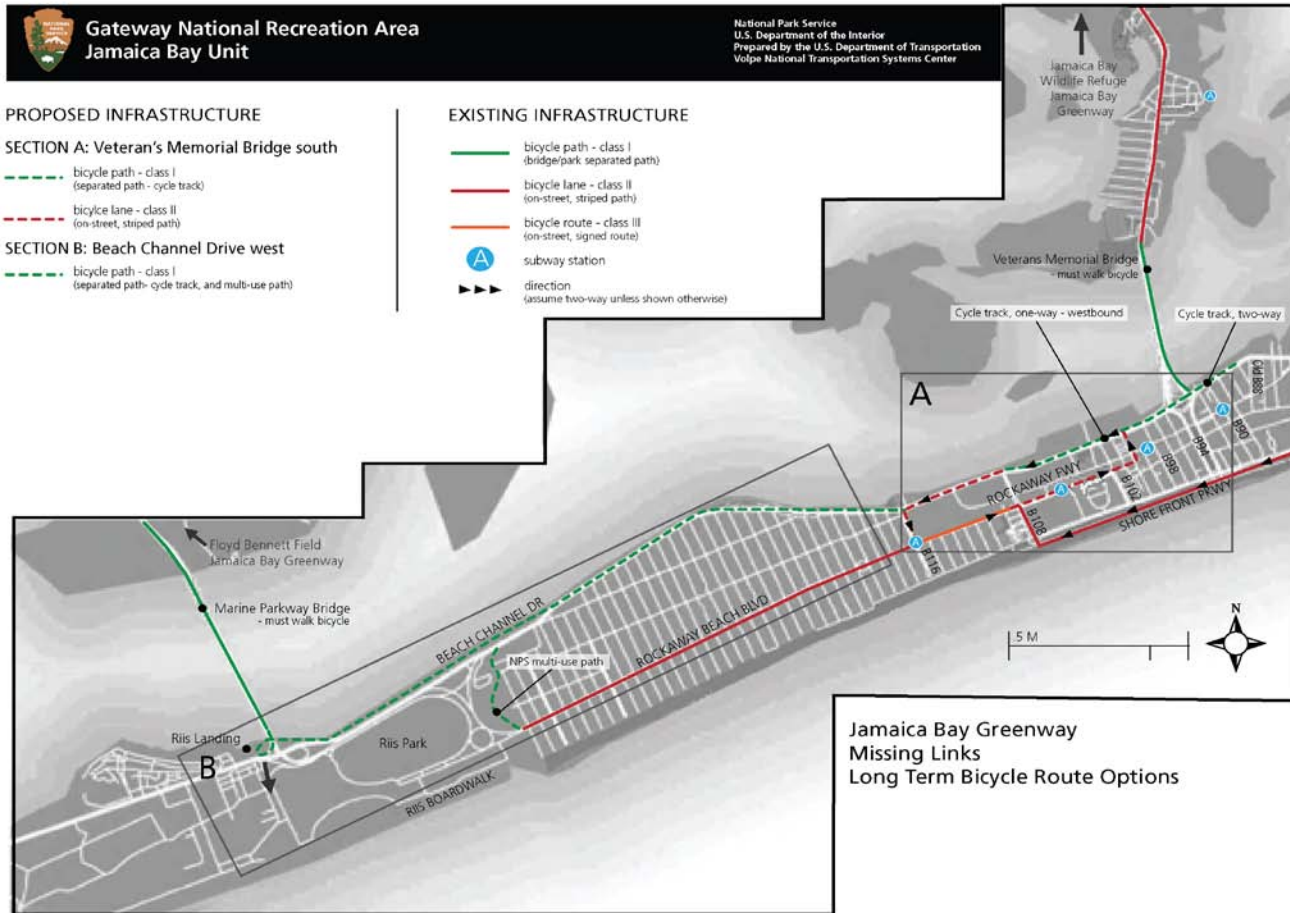 Gateway National Recreation Area
Jamaica Bay Unit
National Park Service
U.S. Department of the Interior
Prepared by the U.S. Department of Transportation
Volpe National Transportation Systems Center
PROPOSED INFRASTRUCTURE
SECTION A: Veteran's Memorial Bridge south
bicycle path - class I
(separated path - cycle track)
bicylce lane - class II
(on-street, striped path)
SECTION B: Beach Channel Drive west
bicycle path - class I
(separated path- cycle track, and multi-use path)
EXISTING INFRASTRUCTURE
bicycle path - class I
(bridge/park separated path)
bicycle lane - class II
(on-street, striped path)
bicycle route - class III
(on-street, signed route)
A
subway station
direction
(assume two-way unless shown otherwise)
Jamaica Bay
Wildlife Refuge
Jamaica Bay
Greenway
A
Veterans Memorial Bridge
- must walk bicycle
Cycle track, one-way - westbound
Cycle track, two-way
A
Old B88
A
B90
B94
A
B98
ROCKAWAY FWY
A
B102
B108
SHORE FRONT PKWY
A
B116
Floyd Bennett Field
Jamaica Bay Greenway
Marine Parkway Bridge
- must walk bicycle
BEACH CHANNEL DR
ROCKAWAY BEACH BLVD
NPS multi-use path
Riis Landing
Riis Park
B
RIIS BOARDWALK
N
.5 M
Jamaica Bay Greenway
Missing Links
Long Term Bicycle Route Options